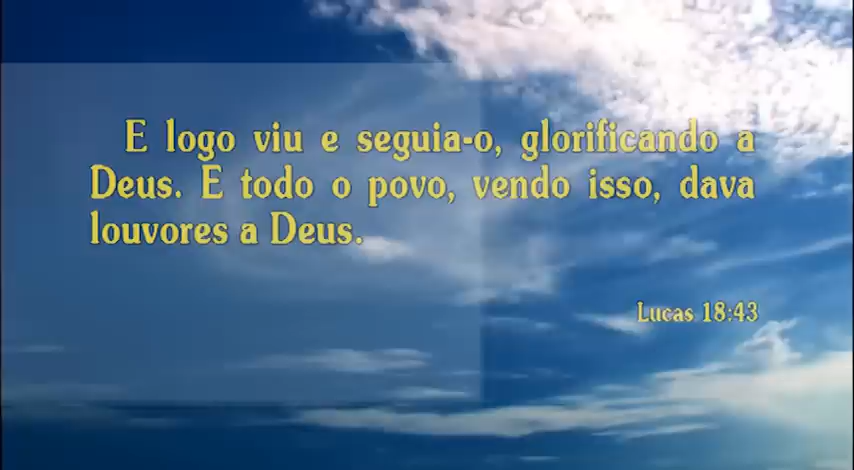 E logo viu e seguia-o, glorificando a
Deus. E todo o povo, vendo isso, dava
louvores a Deus.
Lucas 18:43